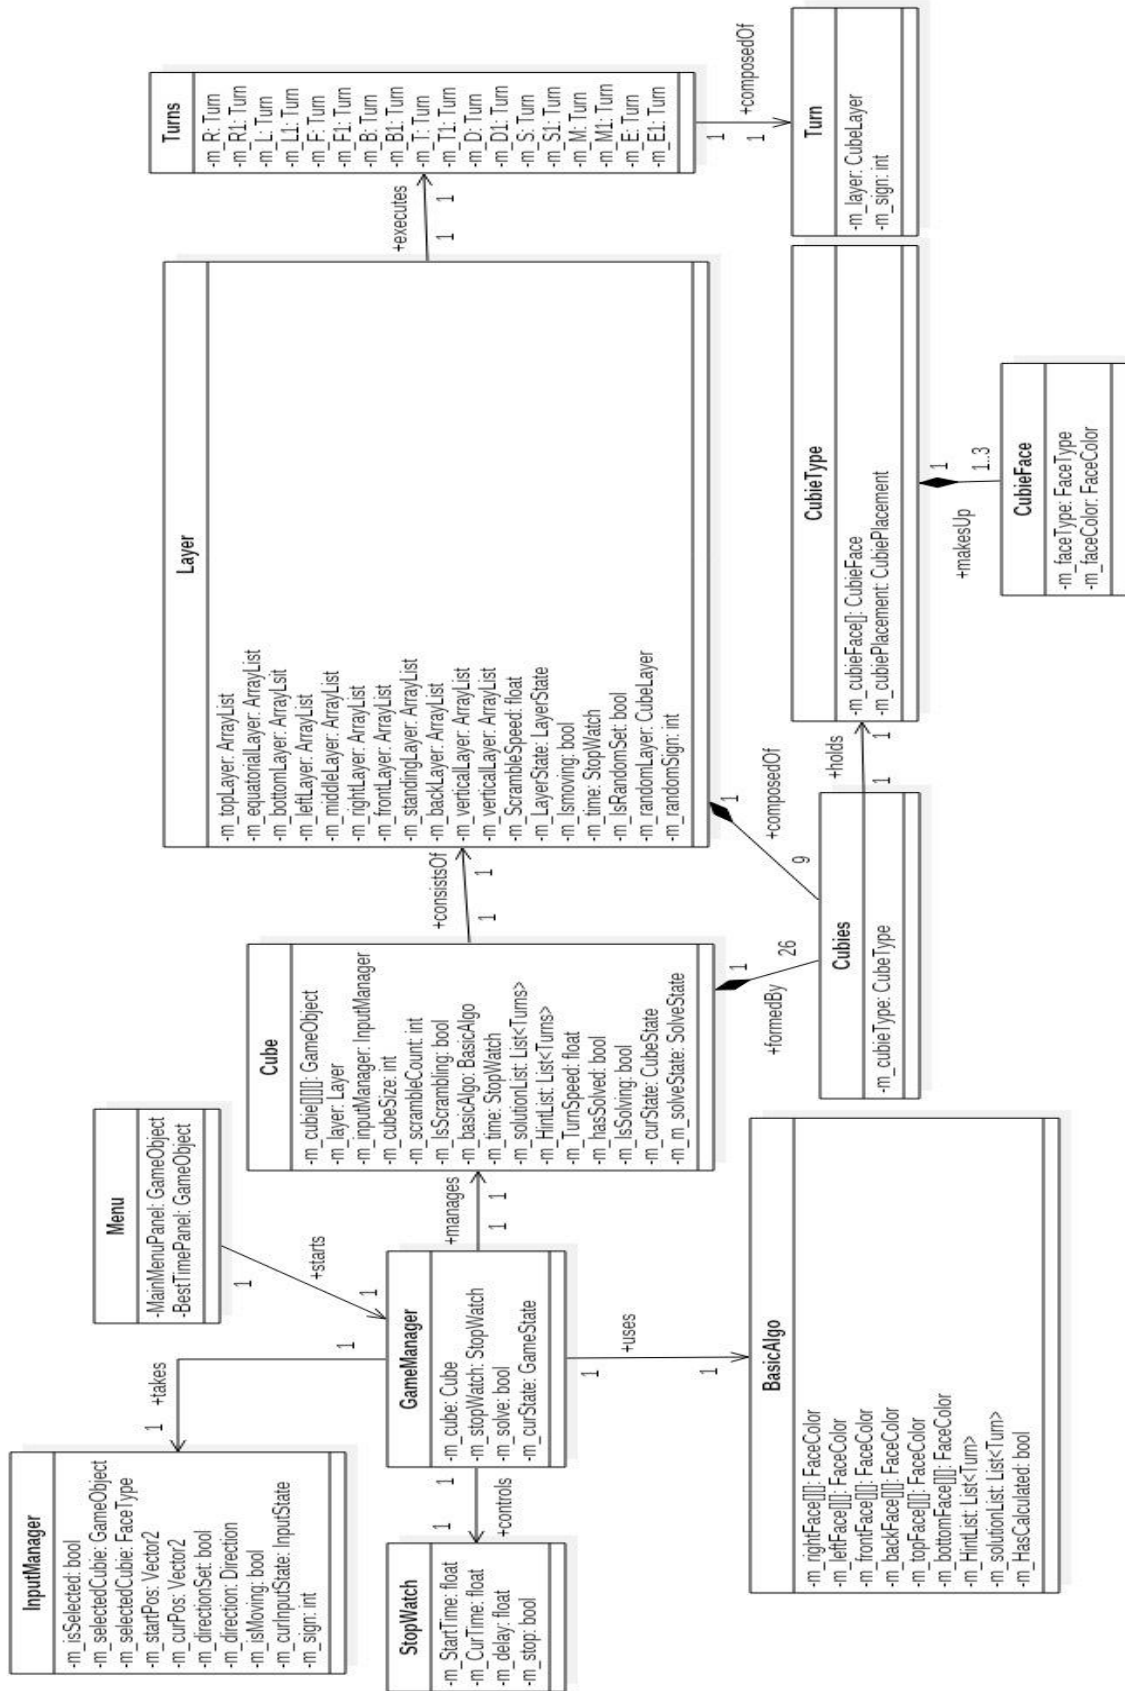 InputManager
-m_isSelected: bool
-m_selectedCubie: GameObject
-m_selectedCubie: FaceType
-m_startPos: Vector2
-m_curPos: Vector2
-m_directionSet: bool
-m_direction: Direction
-m_isMoving: bool
-m_curInputState: InputState
-m_sign: int
1
+takes
1
Menu
-MainMenuPanel: GameObject
-BestTimePanel: GameObject
1
+starts
1
StopWatch
-m_StartTime: float
-m_CurTime: float
-m_delay: float
-m_stop: bool
1
1
+controls
GameManager
-m_cube: Cube
-m_stopWatch: StopWatch
-m_solve: bool
-m_curState: GameState
+manages
1
1
1
+uses
1
BasicAlgo
-m_rightFace[][]: FaceColor
-m_leftFace[][]: FaceColor
-m_frontFace[][]: FaceColor
-m_backFace[][]: FaceColor
-m_topFace[][]: FaceColor
-m_bottomFace[][]: FaceColor
-m_HintList: List<Turn>
-m_solutionList: List<Turn>
-m_HasCalculated: bool
Cube
-m_cubie[][][]: GameObject
-m_layer: Layer
-m_inputManager: InputManager
-m_cubeSize: int
-m_scrambleCount: int
-m_IsScrambling: bool
-m_basicAlgo: BasicAlgo
-m_time: StopWatch
-m_solutionList: List<Turns>
-m_HintList: List<Turns>
-m_TurnSpeed: float
-m_hasSolved: bool
-m_IsSolving: bool
-m_curState: CubeState
-m_m_solveState: SolveState
+consistsOf
1
1
+formedBy
1
26
Cubies
-m_cubieType: CubeType
Layer
-m_topLayer: ArrayList
-m_equatorialLayer: ArrayList
-m_bottomLayer: ArrayLsit
-m_leftLayer: ArrayList
-m_middleLayer: ArrayList
-m_rightLayer: ArrayList
-m_frontLayer: ArrayList
-m_standingLayer: ArrayList
-m_backLayer: ArrayList
-m_verticalLayer: ArrayList
-m_verticalLayer: ArrayList
-m_ScrambleSpeed: float
-m_LayerState: LayerState
-m_Ismoving: bool
-m_time: StopWatch
-m_IsRandomSet: bool
-m_randomLayer: CubeLayer
-m_randomSign: int
1
9
+composedOf
+holds
1
1
CubieType
-m_cubieFace[]: CubieFace
-m_cubiePlacement: CubiePlacement
+makesUp
1
1..3
CubieFace
-m_faceType: FaceType
-m_faceColor: FaceColor
+executes
1
1
Turns
-m_R: Turn
-m_R1: Turn
-m_L: Turn
-m_L1: Turn
-m_F: Turn
-m_F1: Turn
-m_B: Turn
-m_B1: Turn
-m_T: Turn
-m_T1: Turn
-m_D: Turn
-m_D1: Turn
-m_S: Turn
-m_S1: Turn
-m_M: Turn
-m_M1: Turn
-m_E: Turn
-m_E1: Turn
1
1
+composedOf
Turn
-m_layer: CubeLayer
-m_sign: int